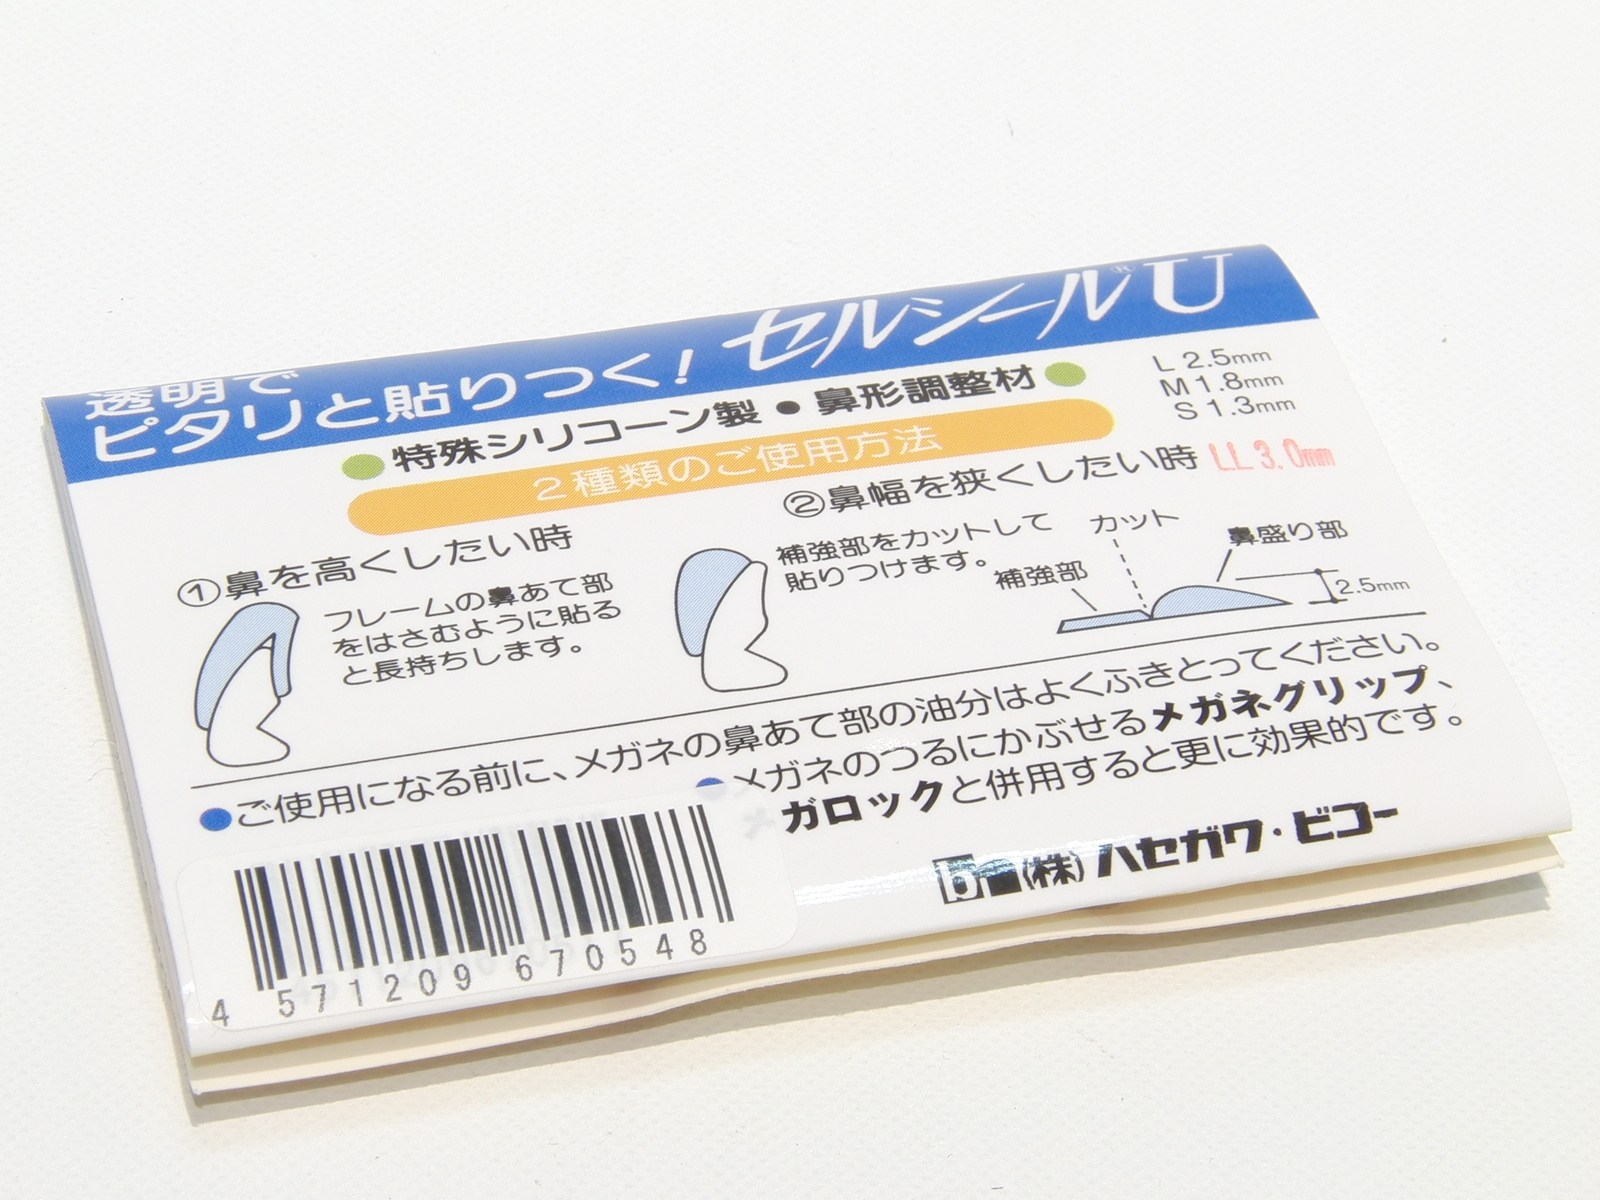 透明で
ピタリと貼りつく! セルシール® U
●特殊シリコーン製●鼻形調整材●
L 2.5mm
M 1.8mm
S 1.3mm
LL 3.0mm
2種類のご使用方法
①鼻を高くしたい時
フレームの鼻あて部
をはさむように貼る
と長持ちします。
②鼻幅を狭くしたい時
補強部をカットして
貼りつけます。
カット
補強部
鼻盛り部
2.5mm
●ご使用になる前に、メガネの鼻あて部の油分はよくふきとってください。
●メガネのつるにかぶせるメガネグリップ、
メガロックと併用すると更に効果的です。
b (株)ハセガワ・ビコー
4 571209 670548